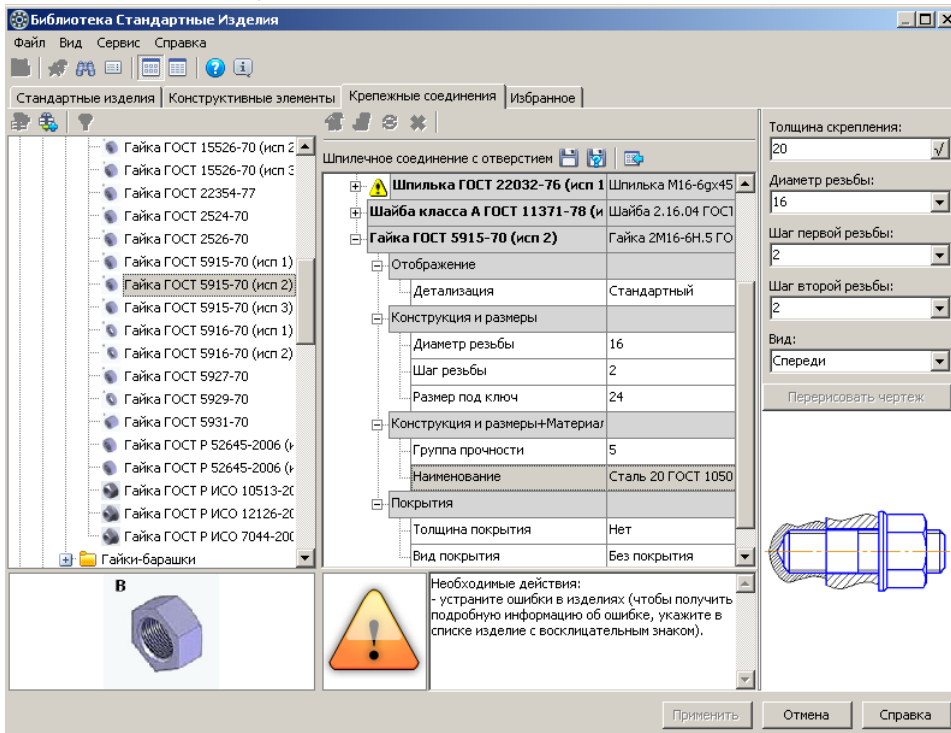 Библиотека Стандартные Изделия
Файл Вид Сервис Справка
Стандартные изделия Конструктивные элементы Крепежные соединения Избранное
Гайка ГОСТ 15526-70 (исп 2
Гайка ГОСТ 15526-70 (исп 3
Гайка ГОСТ 22354-77
Гайка ГОСТ 2524-70
Гайка ГОСТ 2526-70
Гайка ГОСТ 5915-70 (исп 1)
Гайка ГОСТ 5915-70 (исп 2)
Гайка ГОСТ 5915-70 (исп 3)
Гайка ГОСТ 5916-70 (исп 1)
Гайка ГОСТ 5916-70 (исп 2)
Гайка ГОСТ 5927-70
Гайка ГОСТ 5929-70
Гайка ГОСТ 5931-70
Гайка ГОСТ Р 52645-2006 (и
Гайка ГОСТ Р 52645-2006 (и
Гайка ГОСТ Р ИСО 10513-20
Гайка ГОСТ Р ИСО 12126-20
Гайка ГОСТ Р ИСО 7044-200
Гайки-барашки
В
Шпилечное соединение с отверстием
Шпилька ГОСТ 22032-76 (исп 1 Шпилька М16-6gx45
Шайба класса А ГОСТ 11371-78 (и Шайба 2.16.04 ГОСТ
Гайка ГОСТ 5915-70 (исп 2) Гайка 2М16-6Н.5 ГО
Отображение
Детализация Стандартный
Конструкция и размеры
Диаметр резьбы 16
Шаг резьбы 2
Размер под ключ 24
Конструкция и размеры+Материал
Группа прочности 5
Наименование Сталь 20 ГОСТ 1050
Покрытия
Толщина покрытия Нет
Вид покрытия Без покрытия
Необходимые действия:
- устраните ошибки в изделиях (чтобы получить
подробную информацию об ошибке, укажите в
списке изделие с восклицательным знаком).
Толщина скрепления:
20
Диаметр резьбы:
16
Шаг первой резьбы:
2
Шаг второй резьбы:
2
Вид:
Спереди
Перерисовать чертеж
Применить Отмена Справка